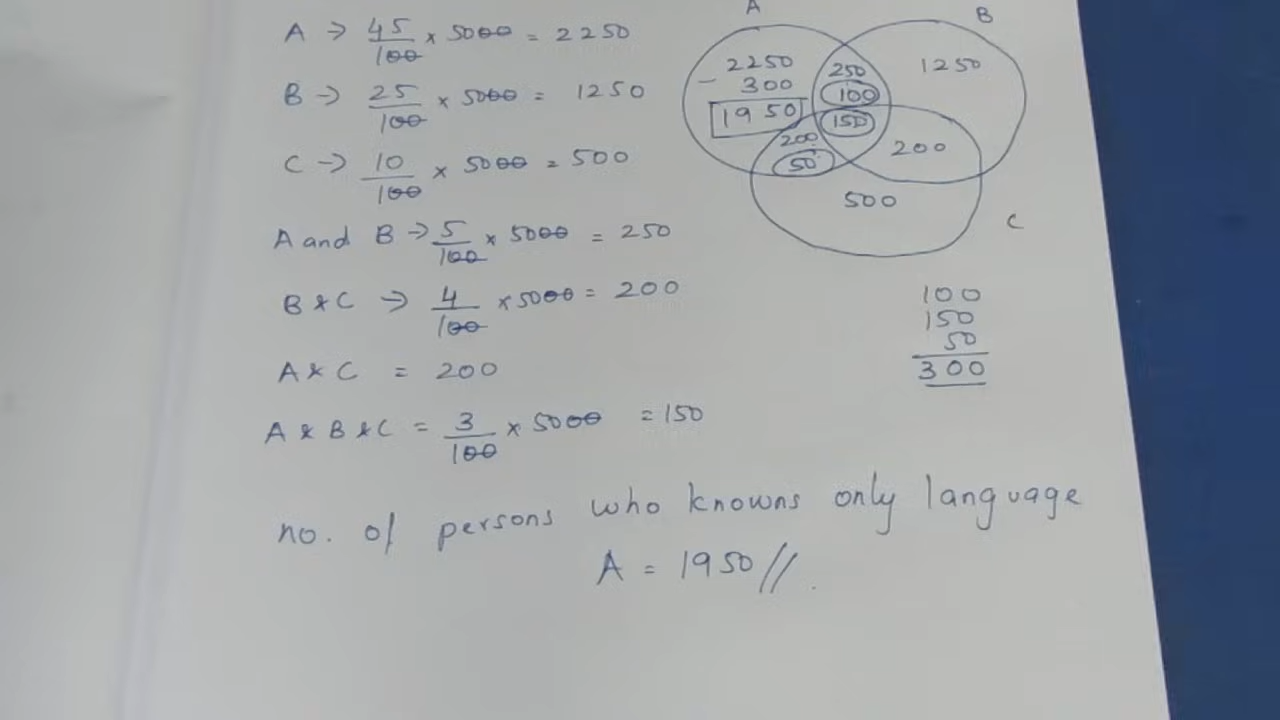 A → 45/100 × 5000 = 2250
B → 25/100 × 5000 = 1250
C → 10/100 × 5000 = 500
A and B → 5/100 × 5000 = 250
B & C → 4/100 × 5000 = 200
A & C = 200
A & B & C = 3/100 × 5000 = 150
no. of persons who knowns only language
A = 1950//
A
B
2250
- 300
1950
250
100
150
1250
200
50
200
500
C
100
150
50
300